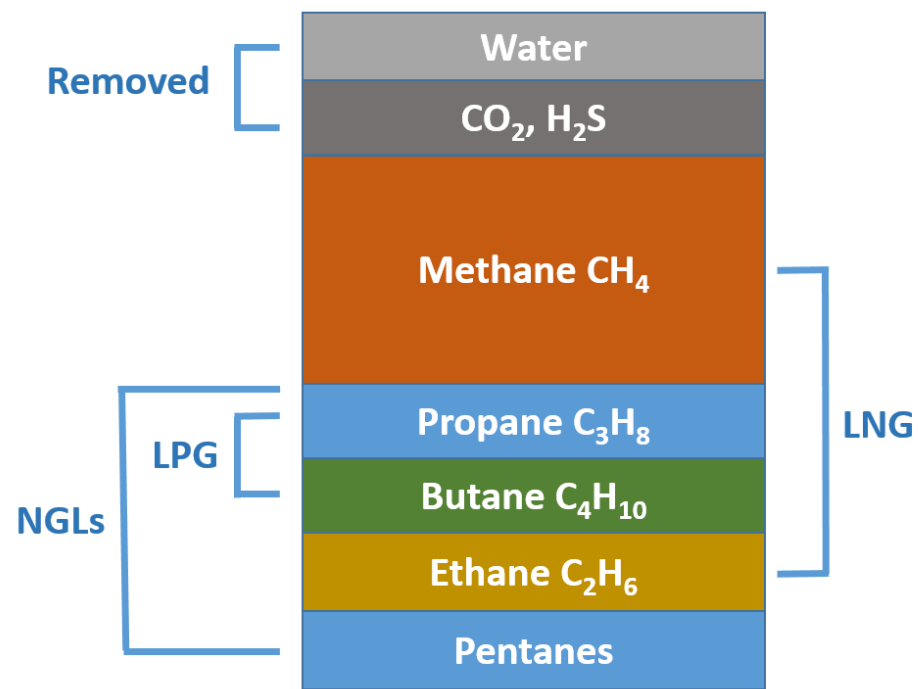 Water
Removed
CO₂, H₂S
Methane CH₄
Propane C₃H₈
LNG
LPG
Butane C₄H₁₀
NGLs
Ethane C₂H₆
Pentanes